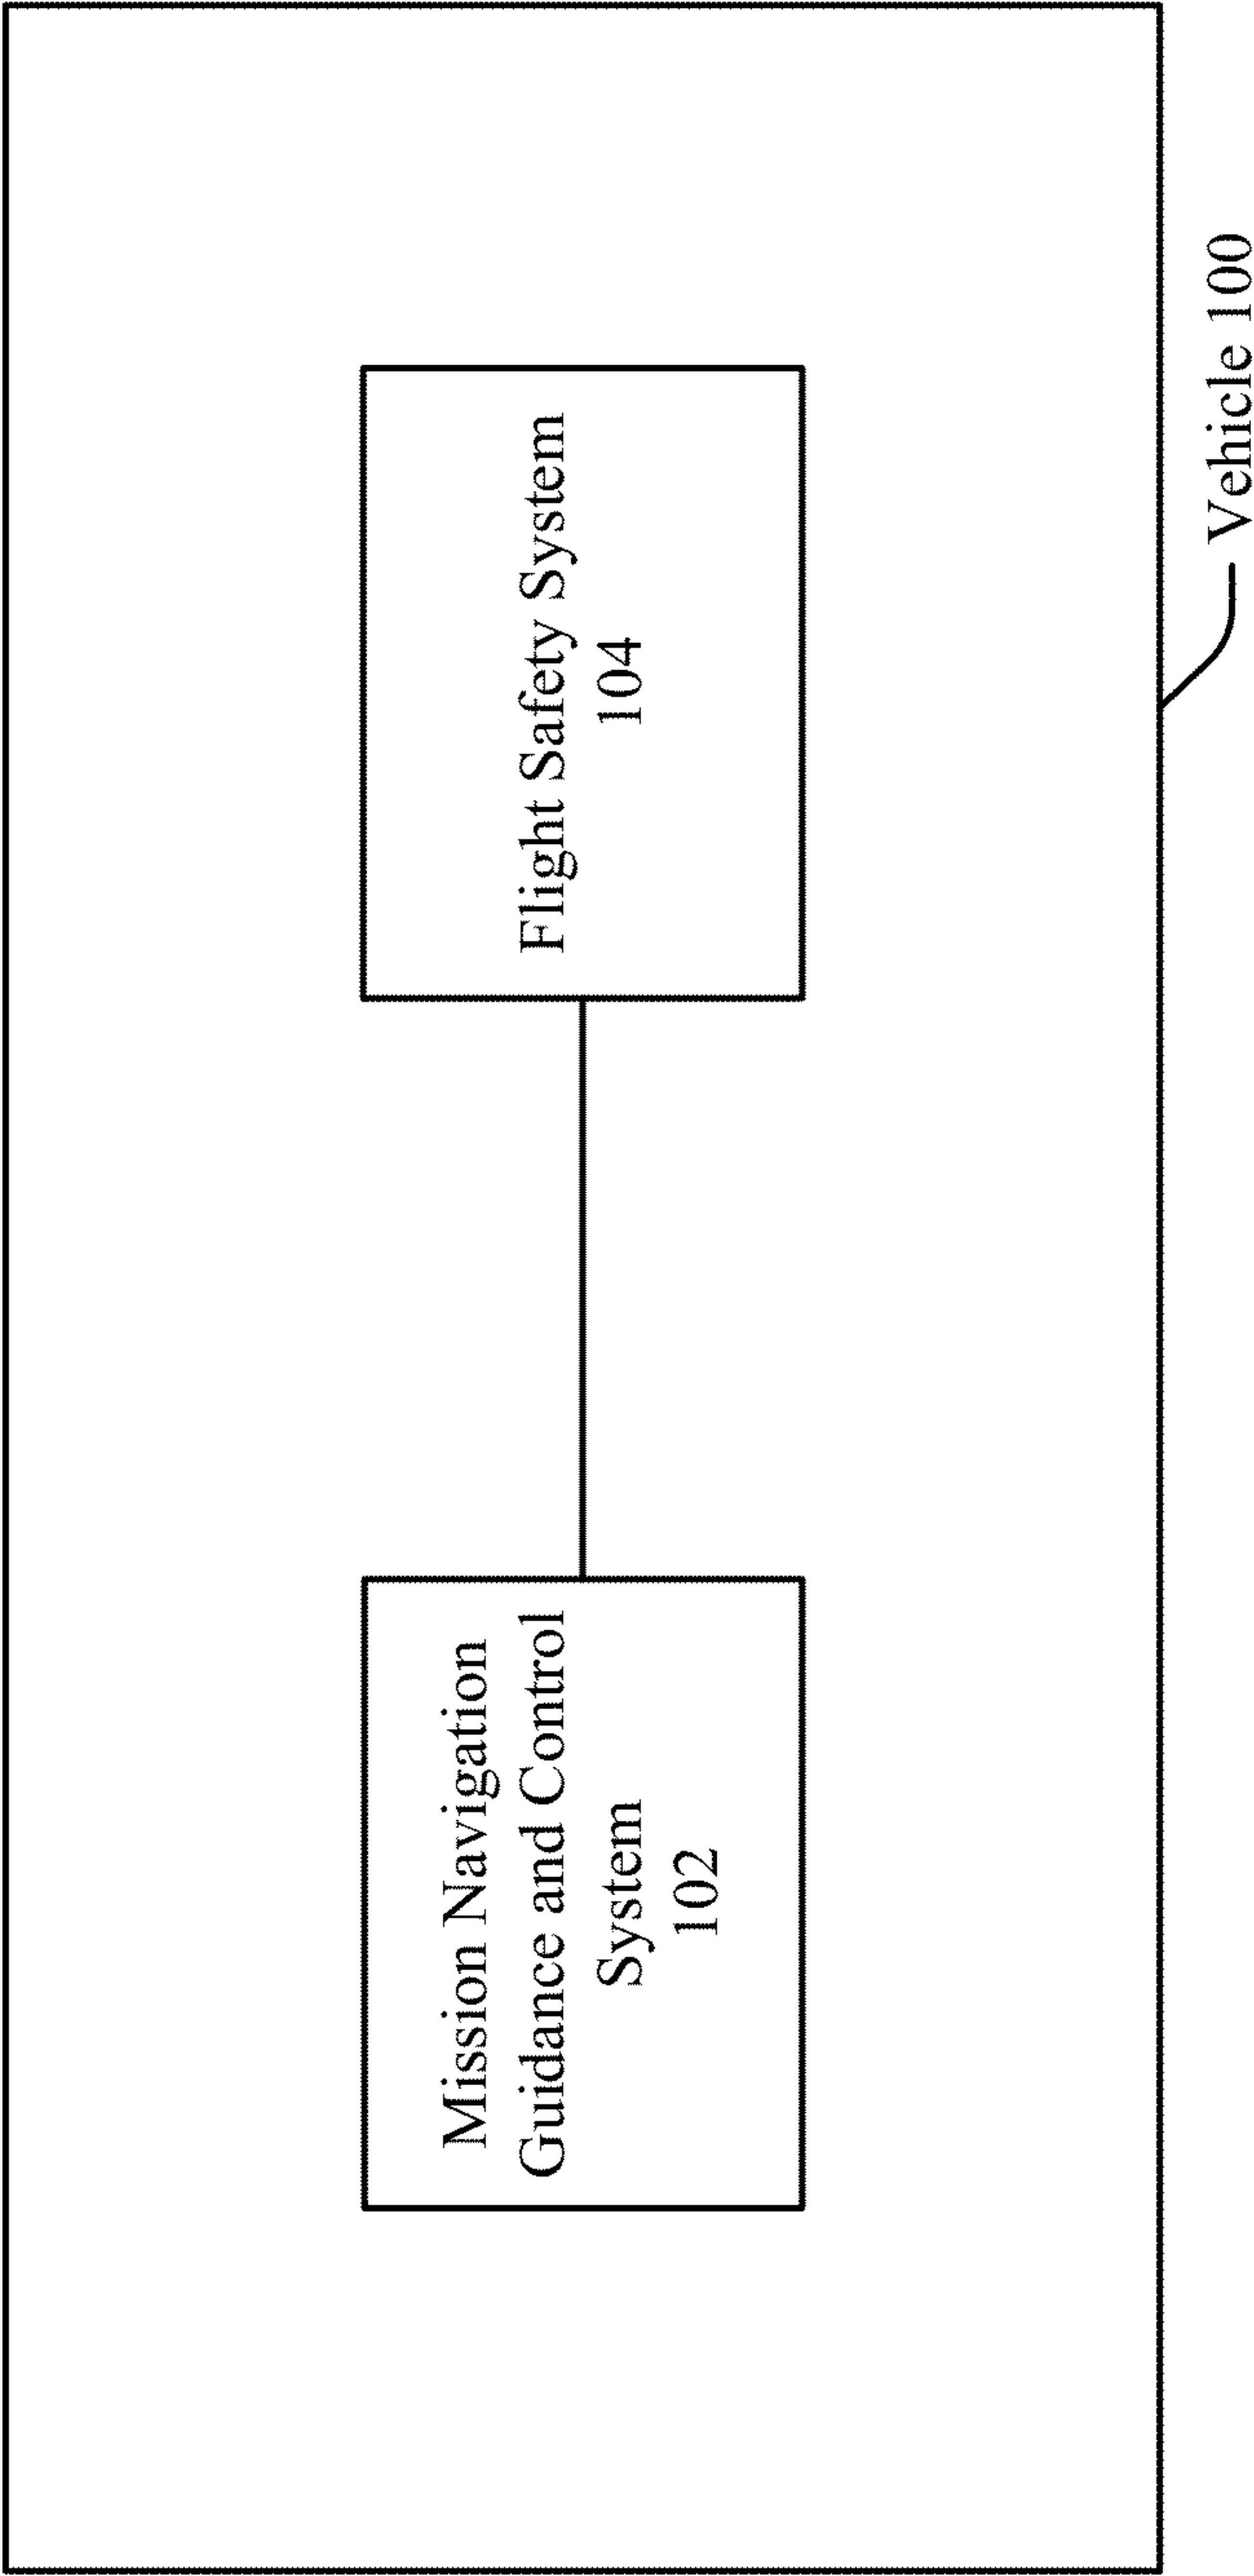 Mission Navigation
Guidance and Control
System
102
Flight Safety System
104
Vehicle 100